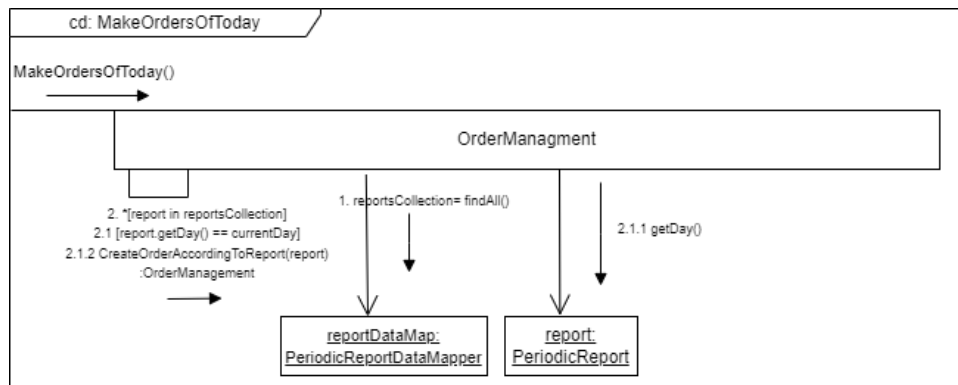 cd: MakeOrdersOfToday
MakeOrdersOfToday()
OrderManagment
1. reportsCollection= findAll()
2. *[report in reportsCollection]
2.1 [report.getDay() == currentDay]
2.1.2 CreateOrderAccordingToReport(report)
:OrderManagement
2.1.1 getDay()
reportDataMap:
PeriodicReportDataMapper
report:
PeriodicReport